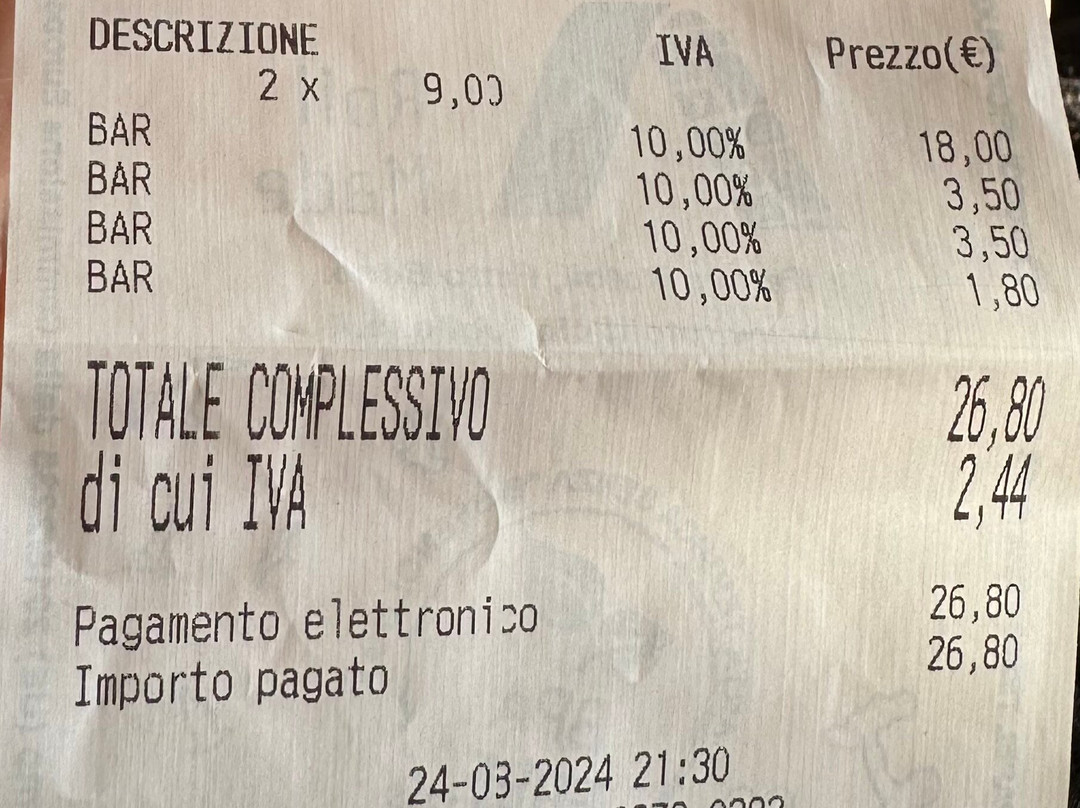 DESCRIZIONE IVA Prezzo(€)
2 x 9,00
BAR 10,00% 18,00
BAR 10,00% 3,50
BAR 10,00% 3,50
BAR 10,00% 1,80
TOTALE COMPLESSIVO 26,80
di cui IVA 2,44
Pagamento elettronico 26,80
Importo pagato 26,80
24-03-2024 21:30